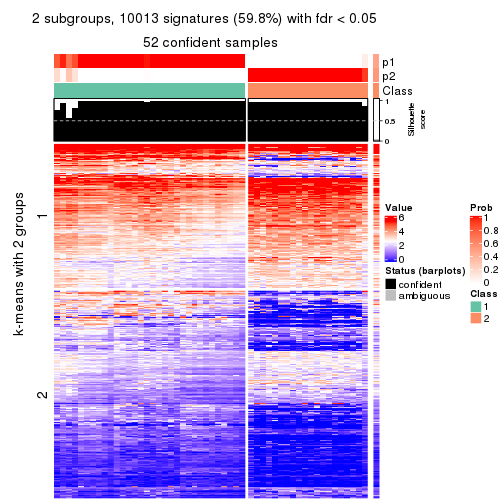 2 subgroups, 10013 signatures (59.8%) with fdr < 0.05
52 confident samples
p1
p2
Class
1
0.5
0
Silhouette
score
k-means with 2 groups
1
2
Value
6
4
2
0
Status (barplots)
confident
ambiguous
Prob
1
0.8
0.6
0.4
0.2
0
Class
1
2